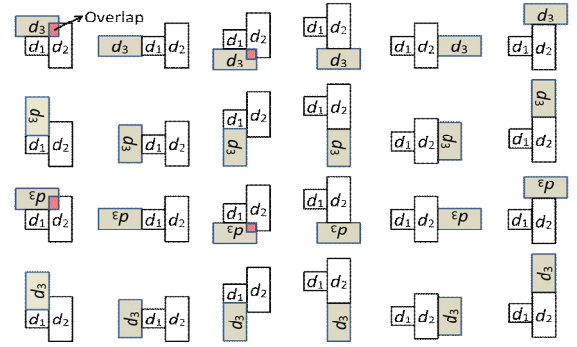 d₃ Overlap
d₁ d₂
d₃ d₁ d₂
d₁ d₂
d₃
d₁ d₂
d₃
d₁ d₂ d₃
d₃
d₁ d₂
d₃
d₁ d₂
d₃ d₁ d₂
d₁ d₂
d₃
d₁ d₂
d₃
d₁ d₂ d₃
d₃
d₁ d₂
d₃
d₁ d₂
d₃ d₁ d₂
d₁ d₂
d₃
d₁ d₂
d₃
d₁ d₂ d₃
d₃
d₁ d₂
d₃
d₁ d₂
d₃ d₁ d₂
d₁ d₂
d₃
d₁ d₂
d₃
d₁ d₂ d₃
d₃
d₁ d₂